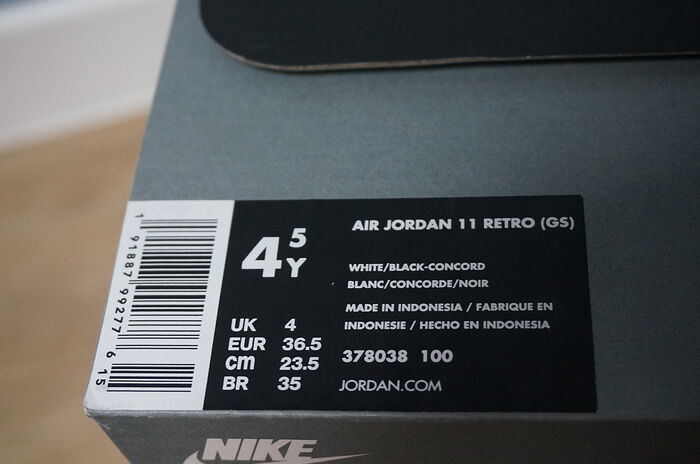 AIR JORDAN 11 RETRO (GS)
4 5 Y
WHITE/BLACK-CONCORD
BLANC/CONCORDE/NOIR
MADE IN INDONESIA / FABRIQUE EN
INDONESIE / HECHO EN INDONESIA
UK 4
EUR 36.5
cm 23.5
BR 35
378038 100
JORDAN.COM
1 91887 99277 6 15
NIKE